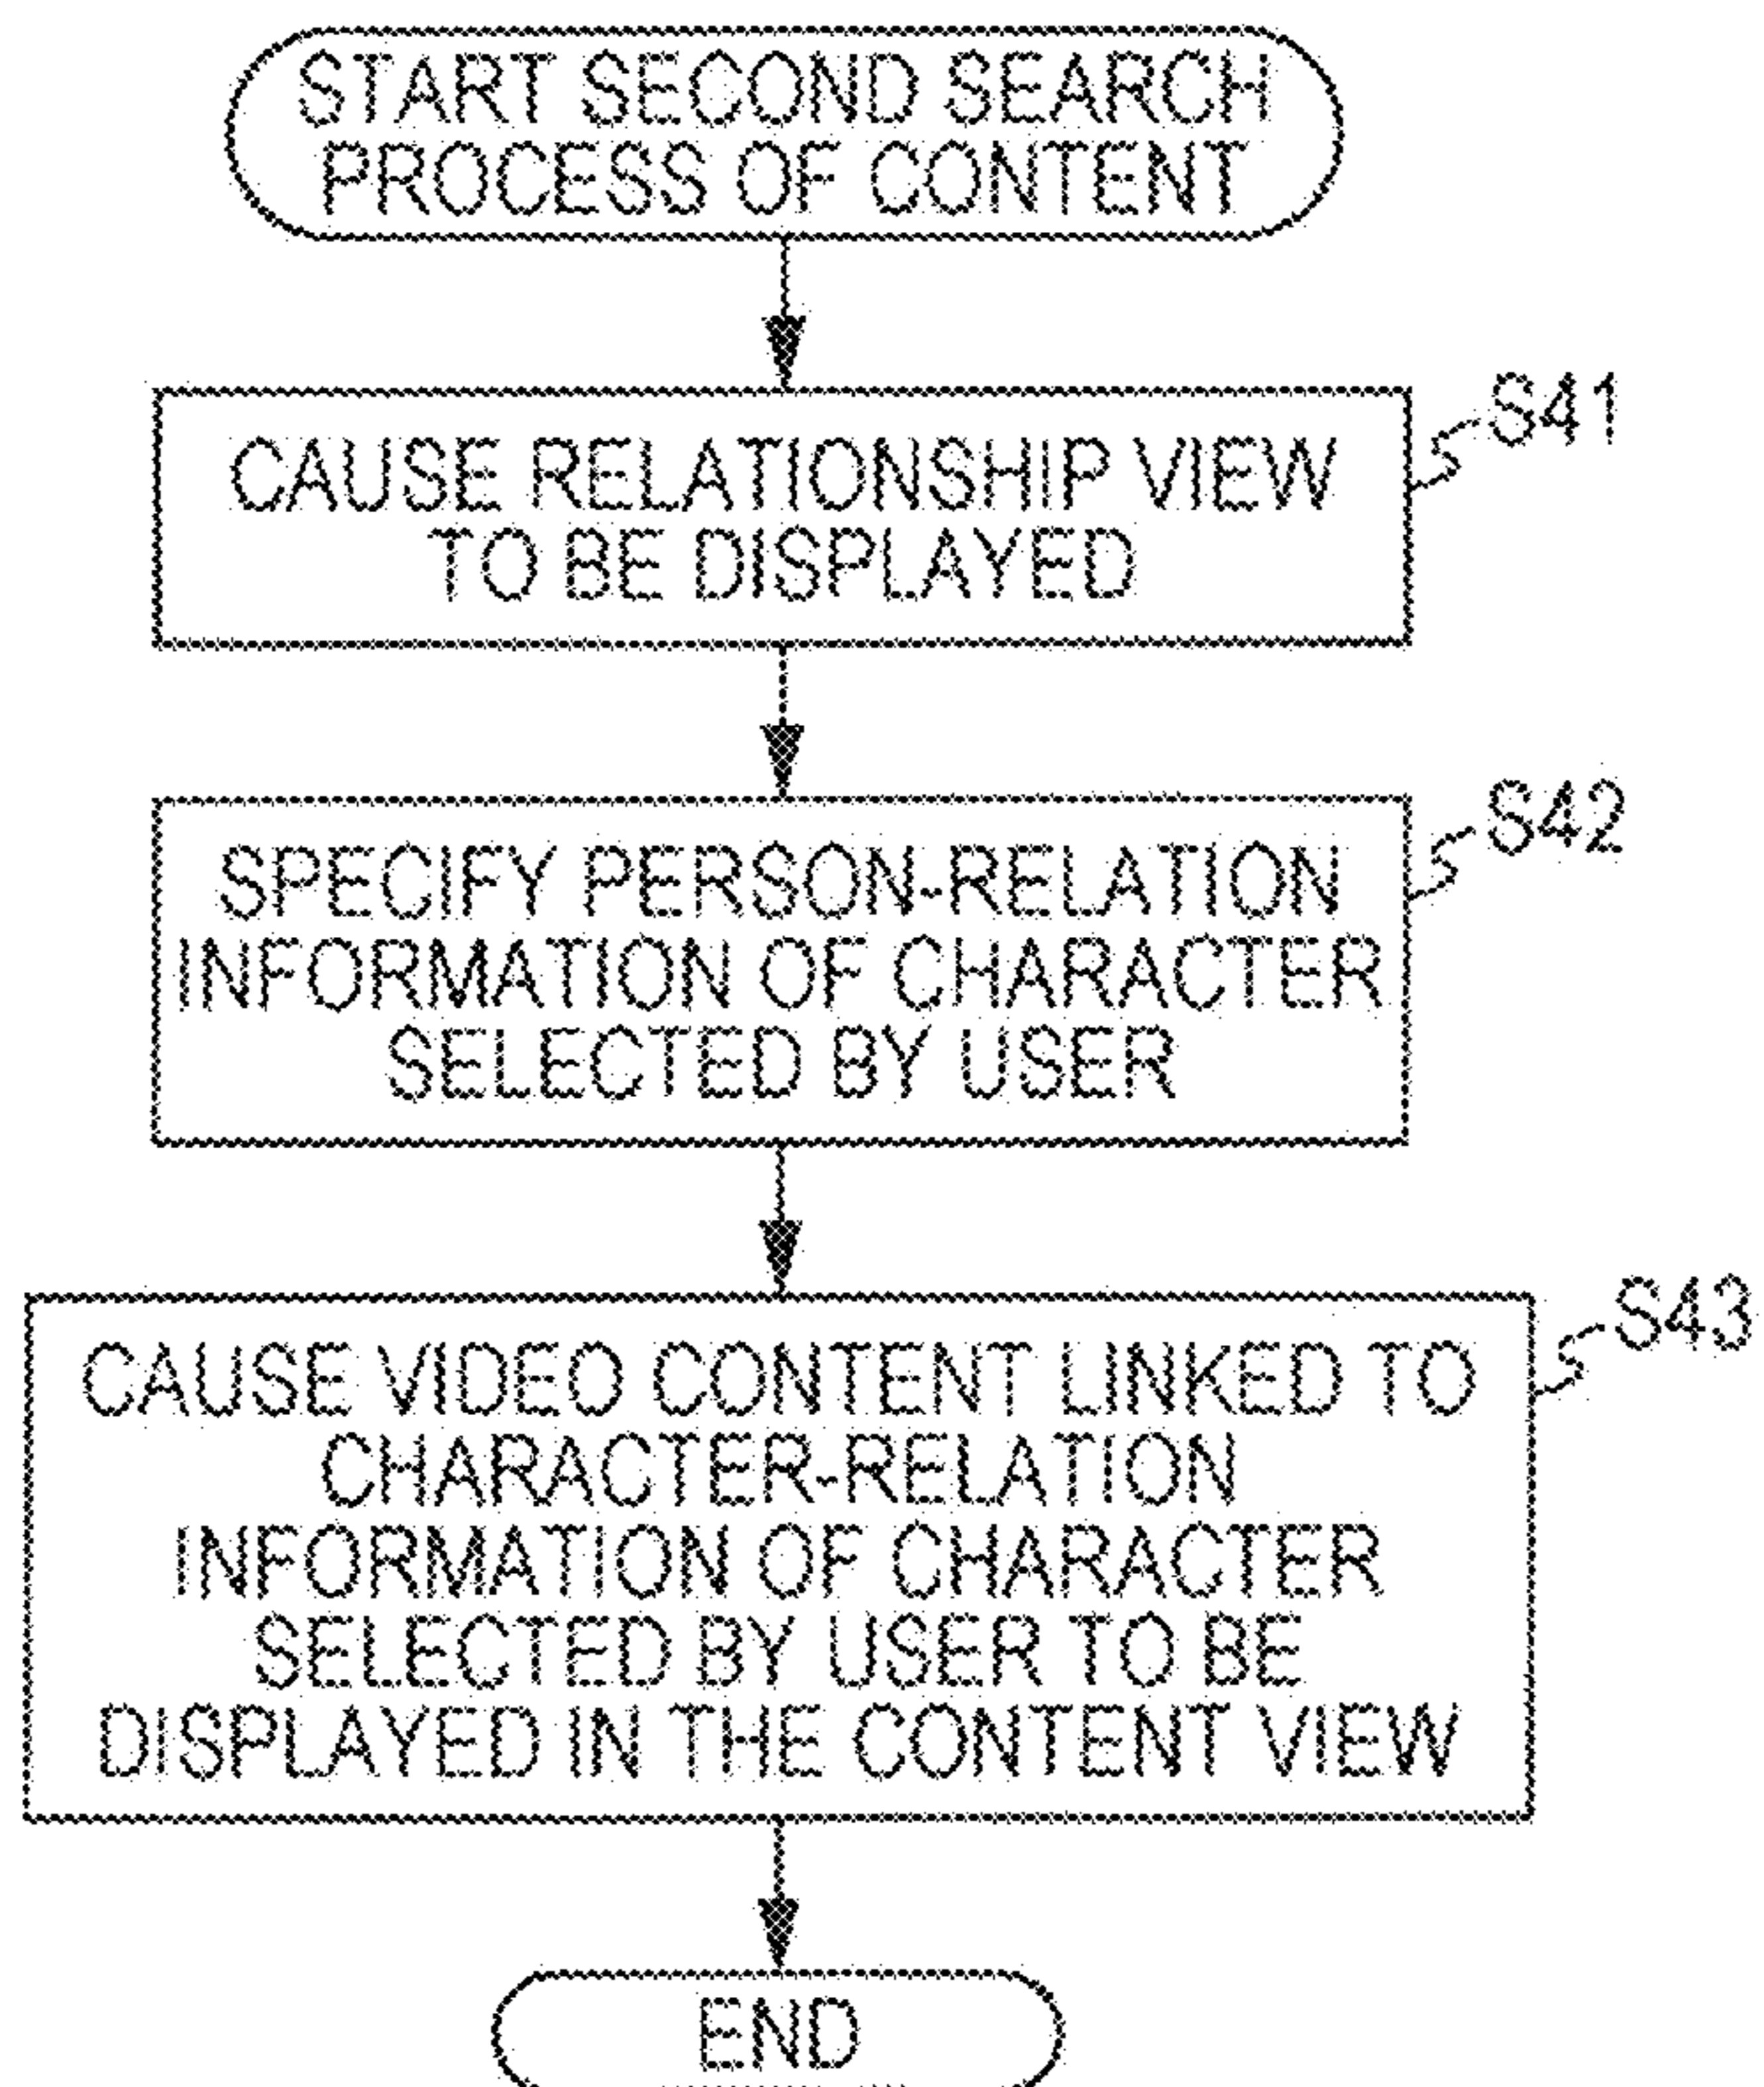 START SECOND SEARCH
PROCESS OF CONTENT
S41
CAUSE RELATIONSHIP VIEW
TO BE DISPLAYED
S42
SPECIFY PERSON-RELATION
INFORMATION OF CHARACTER
SELECTED BY USER
S43
CAUSE VIDEO CONTENT LINKED TO
CHARACTER-RELATION
INFORMATION OF CHARACTER
SELECTED BY USER TO BE
DISPLAYED IN THE CONTENT VIEW
END